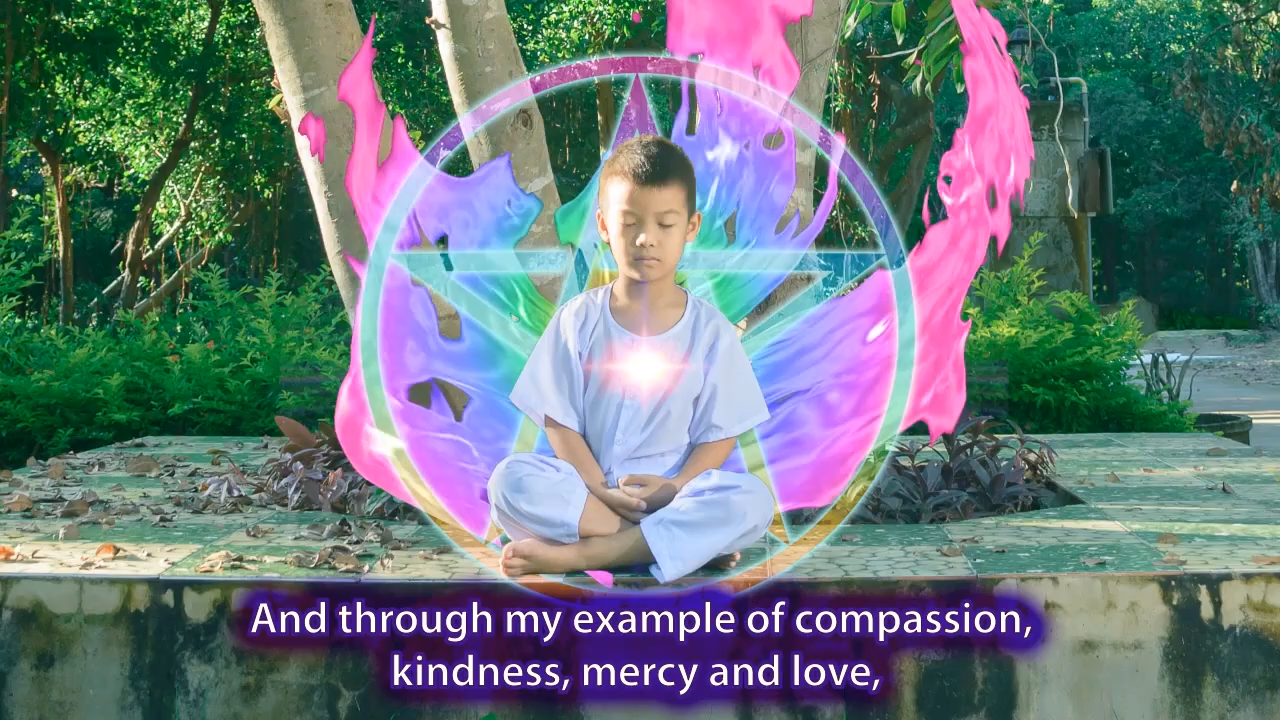 And through my example of compassion,
kindness, mercy and love,